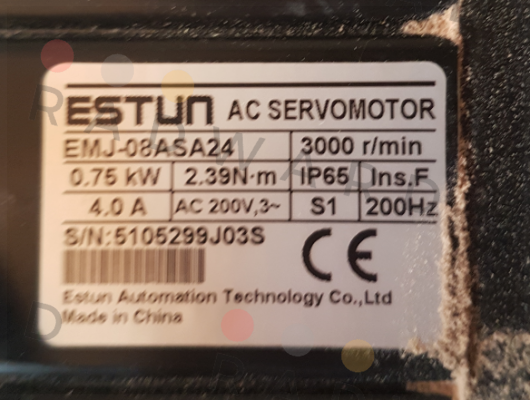 ESTUN AC SERVOMOTOR
EMJ-08ASA24 3000 r/min
0.75 kW 2.39N·m IP65 Ins.F
4.0 A AC 200V,3~ S1 200Hz
S/N:5105299J03S
CE
Estun Automation Technology Co.,Ltd
Made in China